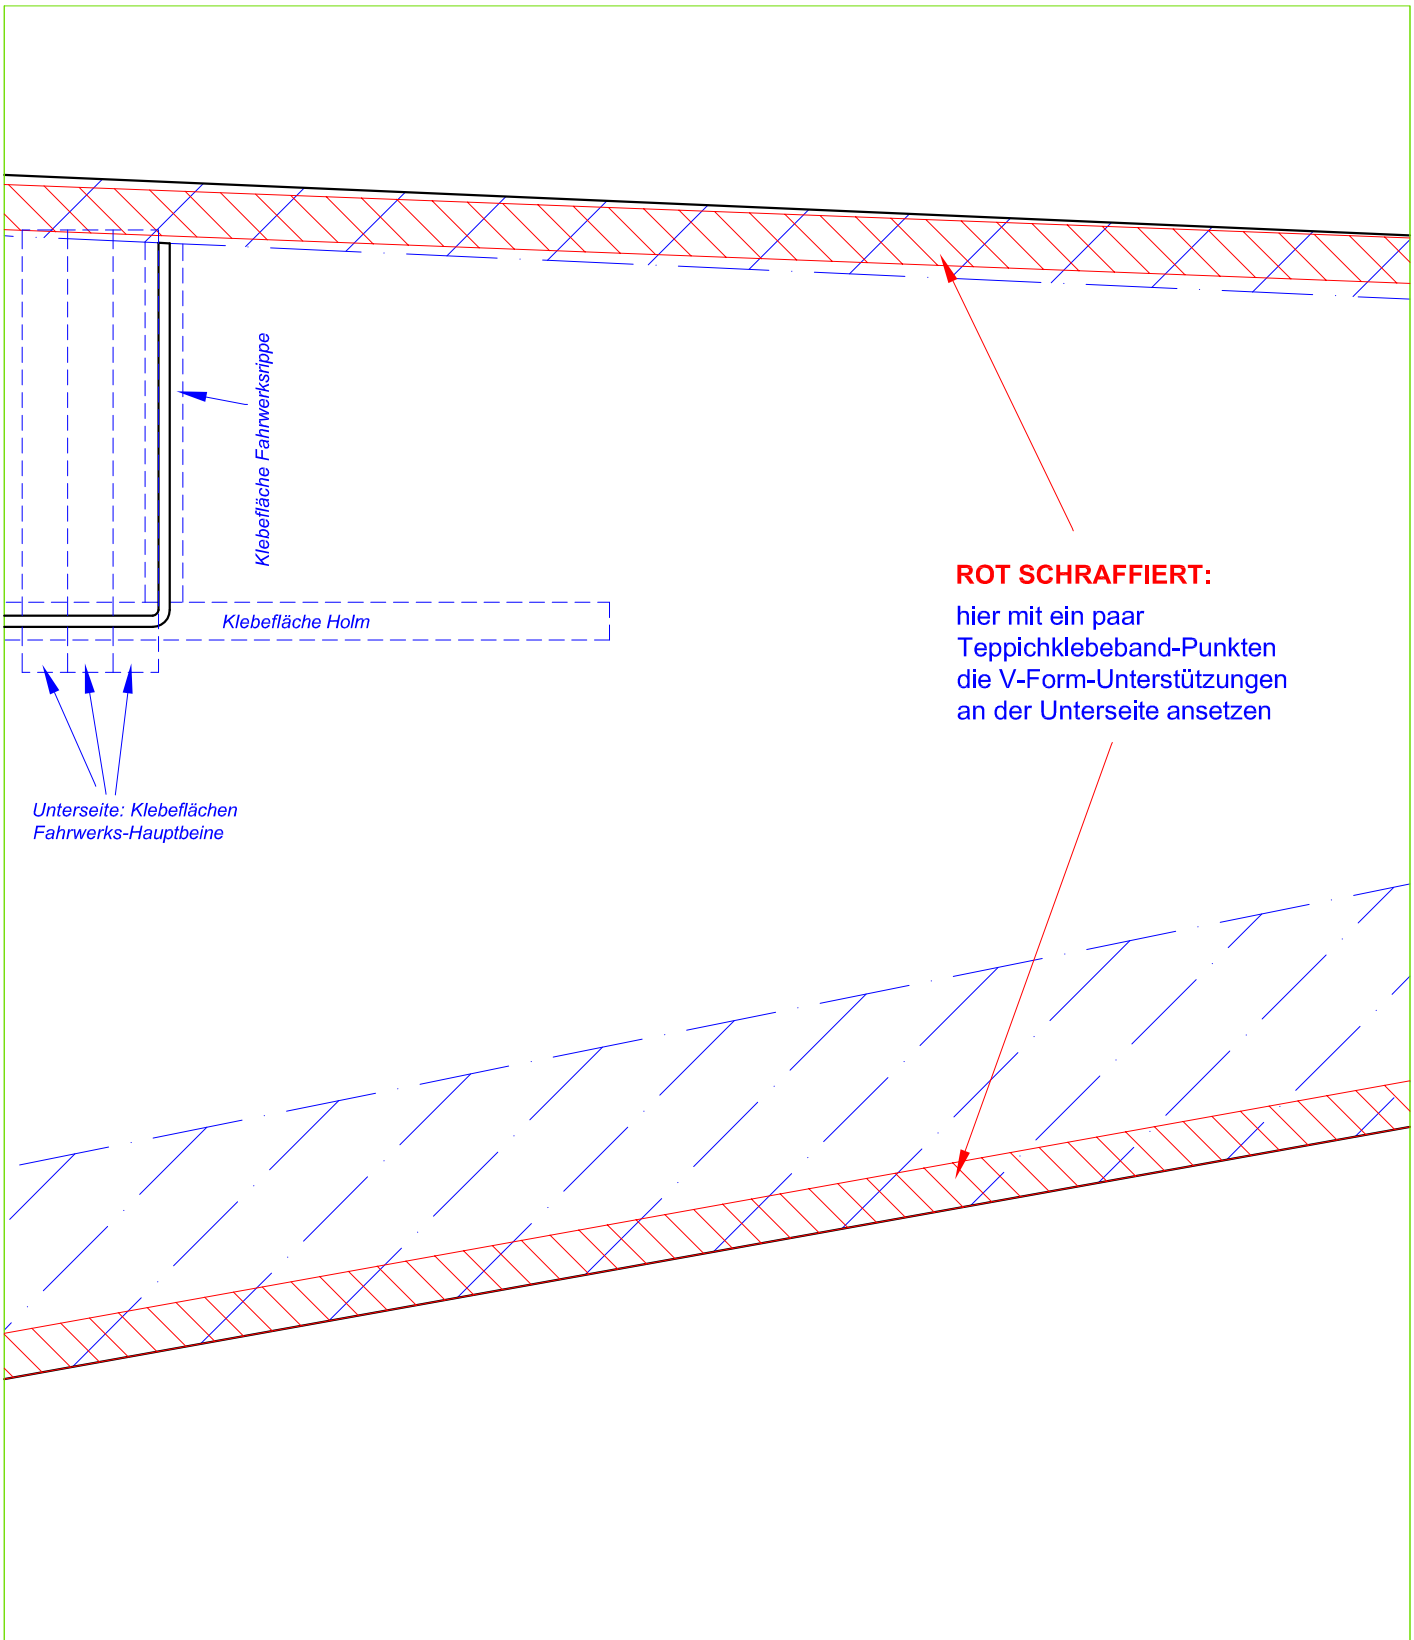 Klebefläche Fahrwerksrippe
Klebefläche Holm
ROT SCHRAFFIERT:
hier mit ein paar
Teppichklebeband-Punkten
die V-Form-Unterstützungen
an der Unterseite ansetzen
Unterseite: Klebeflächen
Fahrwerks-Hauptbeine